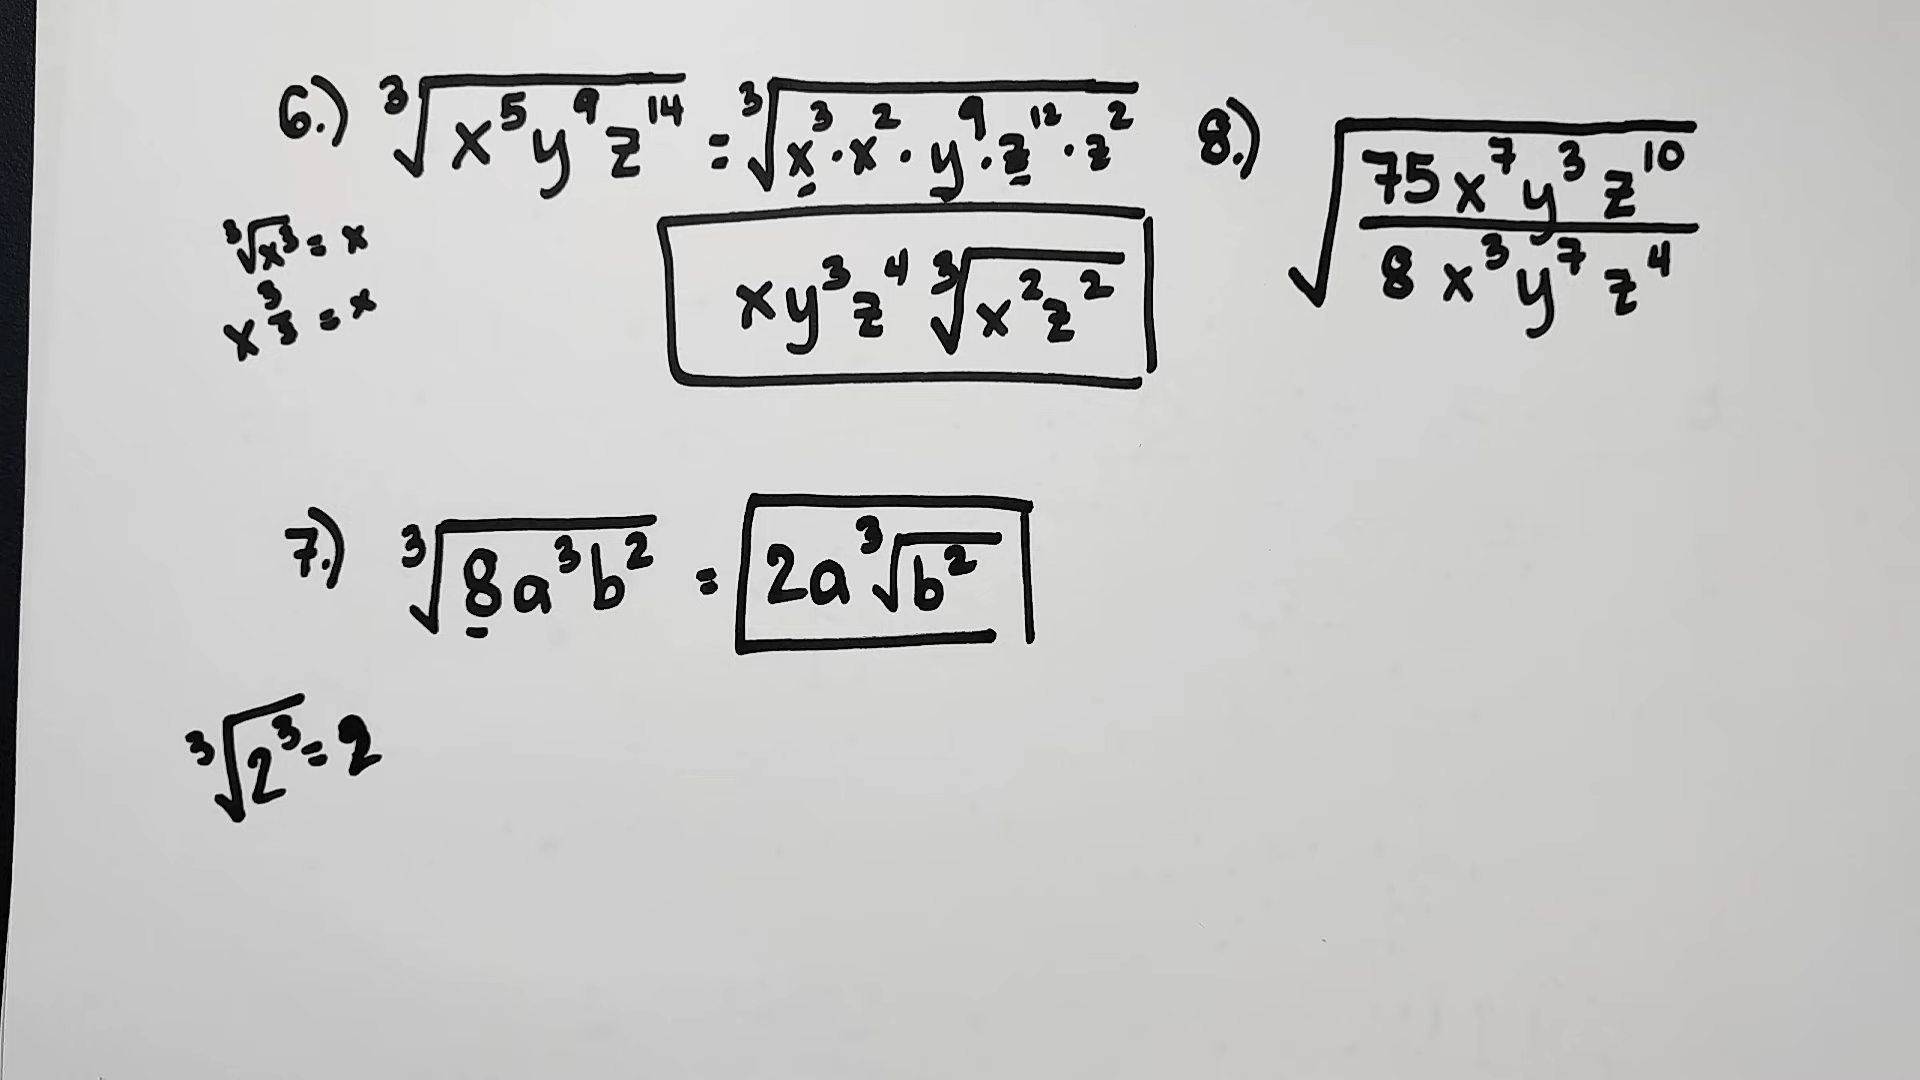 6.) ∛(x⁵y⁹z¹⁴) = ∛(x³·x²·y⁹·z¹²·z²)
∛(x³) = x
x^(3/3) = x
xy³z⁴ ∛(x²z²)
7.) ∛(8a³b²) = 2a ∛(b²)
∛(2³) = 2
8.) √(75x⁷y³z¹⁰ / 8x³y⁷z⁴)